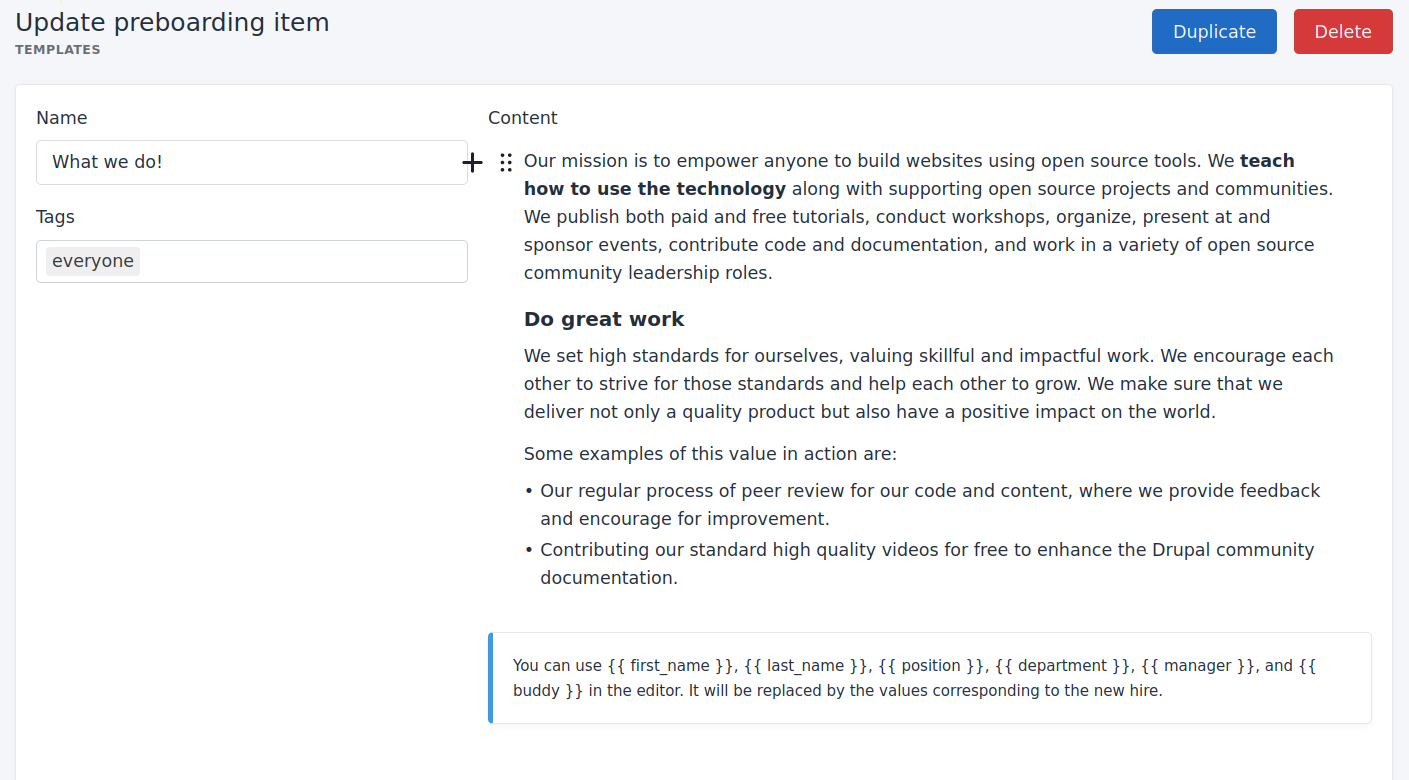 Update preboarding item
TEMPLATES
Duplicate
Delete
Name
What we do!
Tags
everyone
Content
Our mission is to empower anyone to build websites using open source tools. We teach
how to use the technology along with supporting open source projects and communities.
We publish both paid and free tutorials, conduct workshops, organize, present at and
sponsor events, contribute code and documentation, and work in a variety of open source
community leadership roles.
Do great work
We set high standards for ourselves, valuing skillful and impactful work. We encourage each
other to strive for those standards and help each other to grow. We make sure that we
deliver not only a quality product but also have a positive impact on the world.
Some examples of this value in action are:
• Our regular process of peer review for our code and content, where we provide feedback
and encourage for improvement.
• Contributing our standard high quality videos for free to enhance the Drupal community
documentation.
You can use {{ first_name }}, {{ last_name }}, {{ position }}, {{ department }}, {{ manager }}, and {{
buddy }} in the editor. It will be replaced by the values corresponding to the new hire.